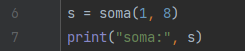 6 s = soma(1, 8)
7 print("soma:", s)